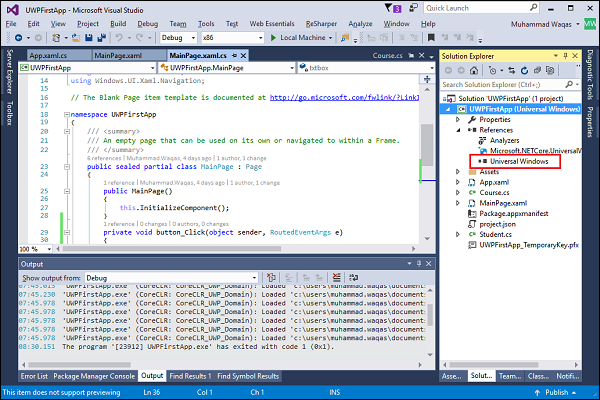 UWPFirstApp - Microsoft Visual Studio
Quick Launch
File Edit View Project Build Debug Team Tools Test Web Essentials ReSharper
Muhammad Waqas
Architecture Analyze Window Help
Debug x86 Local Machine
Server Explorer
Toolbox
App.xaml.cs MainPage.xaml MainPage.xaml.cs Course.cs
UWPFirstApp UWPFirstApp.MainPage btbox
14 using Windows.UI.Xaml.Navigation;
15
16 // The Blank Page item template is documented at http://go.microsoft.com/fwlink/?LinkI
17
18 namespace UWPFirstApp
19 {
20 /// <summary>
21 /// An empty page that can be used on its own or navigated to within a Frame.
22 /// </summary>
6 references | Muhammad.Waqas, 4 days ago | 1 author, 1 change
23 public sealed partial class MainPage : Page
24 {
1 reference | Muhammad.Waqas, 4 days ago | 1 author, 1 change
25 public MainPage()
26 {
27 this.InitializeComponent();
28 }
1 reference | 0 changes | 0 authors, 0 changes
29 private void button_Click(object sender, RoutedEventArgs e)
30 {
100 %
Output
Show output from: Debug
07:45.230 'UWPFirstApp.exe' (CoreCLR: CoreCLR_UWP_Domain): Loaded 'c:\users\muhammad.waqas\document
07:45.978 'UWPFirstApp.exe' (CoreCLR: CoreCLR_UWP_Domain): Loaded 'c:\users\muhammad.waqas\document
07:45.978 'UWPFirstApp.exe' (CoreCLR: CoreCLR_UWP_Domain): Loaded 'c:\users\muhammad.waqas\document
07:45.978 'UWPFirstApp.exe' (CoreCLR: CoreCLR_UWP_Domain): Loaded 'c:\users\muhammad.waqas\document
07:45.978 'UWPFirstApp.exe' (CoreCLR: CoreCLR_UWP_Domain): Loaded 'c:\users\muhammad.waqas\document
08:30.151 The program '[23912] UWPFirstApp.exe' has exited with code 1 (0x1).
Error List Package Manager Console Output Find Results 1 Find Symbol Results
Solution Explorer
Search Solution Explorer (Ctrl+;)
Solution 'UWPFirstApp' (1 project)
UWPFirstApp (Universal Windows)
Properties
References
Analyzers
Microsoft.NETCore.UniversalW
Universal Windows
Assets
App.xaml
Course.cs
MainPage.xaml
Package.appxmanifest
project.json
Student.cs
UWPFirstApp_TemporaryKey.pfx
Asse... Solut... Team... Class... Notifi...
Diagnostic Tools
Properties
This item does not support previewing Ln 36 Col 1 Ch 1 INS Publish